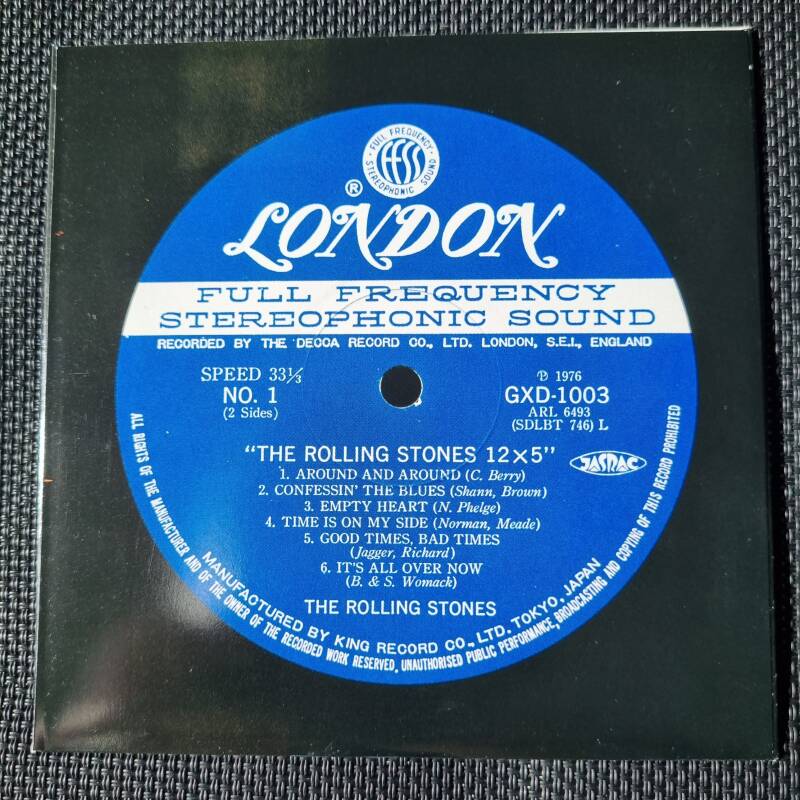 FULL FREQUENCY
ffss
STEREOPHONIC SOUND
®
LONDON
FULL FREQUENCY
STEREOPHONIC SOUND
RECORDED BY THE DECCA RECORD CO., LTD. LONDON, S.E.I., ENGLAND
SPEED 33⅓
NO. 1
(2 Sides)
℗ 1976
GXD-1003
ARL 6493
(SDLBT 746) L
"THE ROLLING STONES 12×5"
JASRAC
1. AROUND AND AROUND (C. Berry)
2. CONFESSIN' THE BLUES (Shann, Brown)
3. EMPTY HEART (N. Phelge)
4. TIME IS ON MY SIDE (Norman, Meade)
5. GOOD TIMES, BAD TIMES
(Jagger, Richard)
6. IT'S ALL OVER NOW
(B. & S. Womack)
THE ROLLING STONES
MANUFACTURED BY KING RECORD CO., LTD. TOKYO, JAPAN
ALL RIGHTS OF THE MANUFACTURER AND OF THE OWNER OF THE RECORDED WORK RESERVED, UNAUTHORISED PUBLIC PERFORMANCE, BROADCASTING AND COPYING OF THIS RECORD PROHIBITED